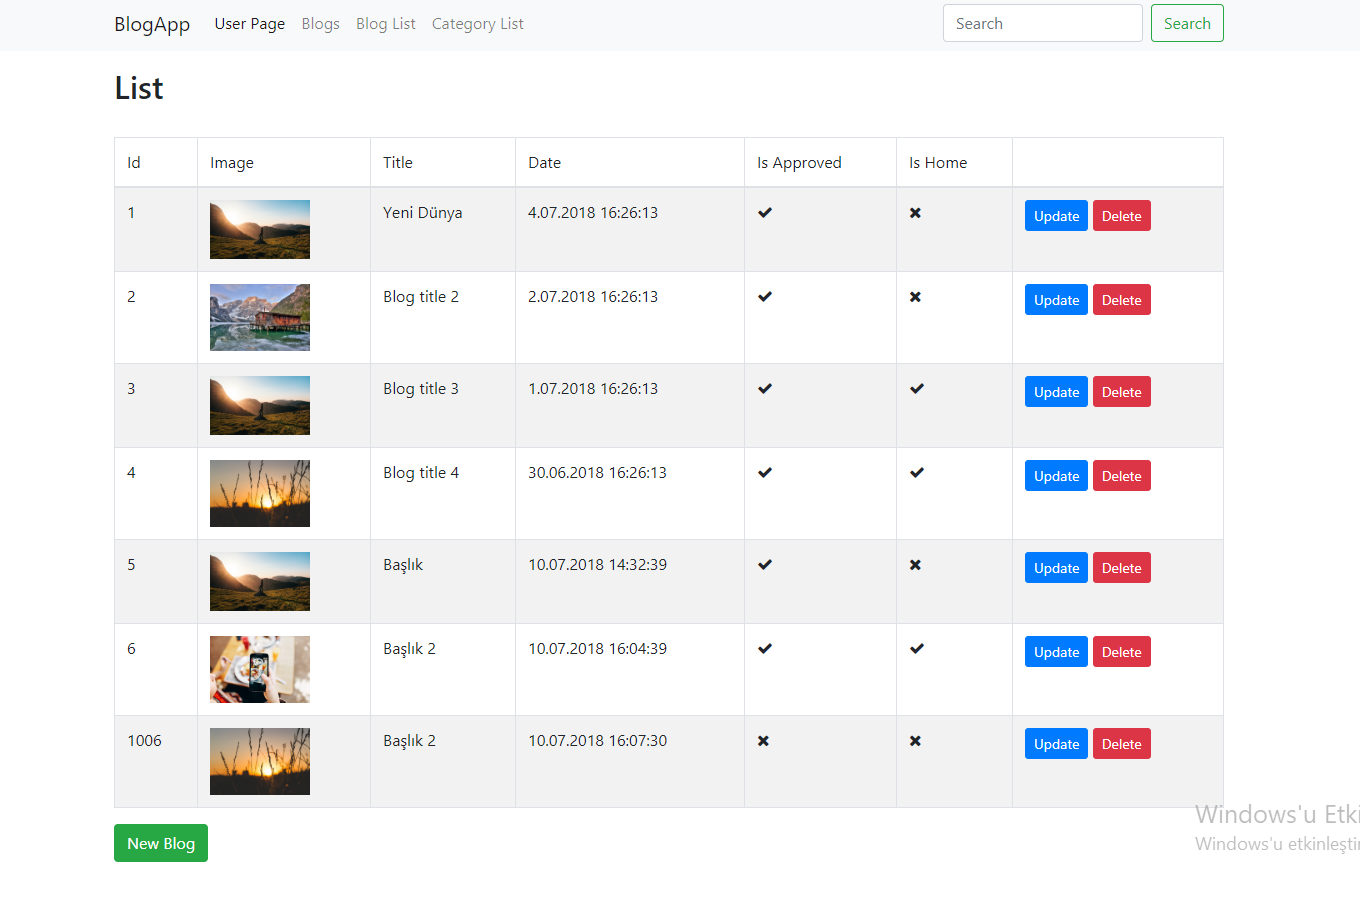 BlogApp User Page Blogs Blog List Category List Search Search
List
Id Image Title Date Is Approved Is Home
1 Yeni Dünya 4.07.2018 16:26:13 Update Delete
2 Blog title 2 2.07.2018 16:26:13 Update Delete
3 Blog title 3 1.07.2018 16:26:13 Update Delete
4 Blog title 4 30.06.2018 16:26:13 Update Delete
5 Başlık 10.07.2018 14:32:39 Update Delete
6 Başlık 2 10.07.2018 16:04:39 Update Delete
1006 Başlık 2 10.07.2018 16:07:30 Update Delete
Windows'u Etki
New Blog Windows'u etkinleştir